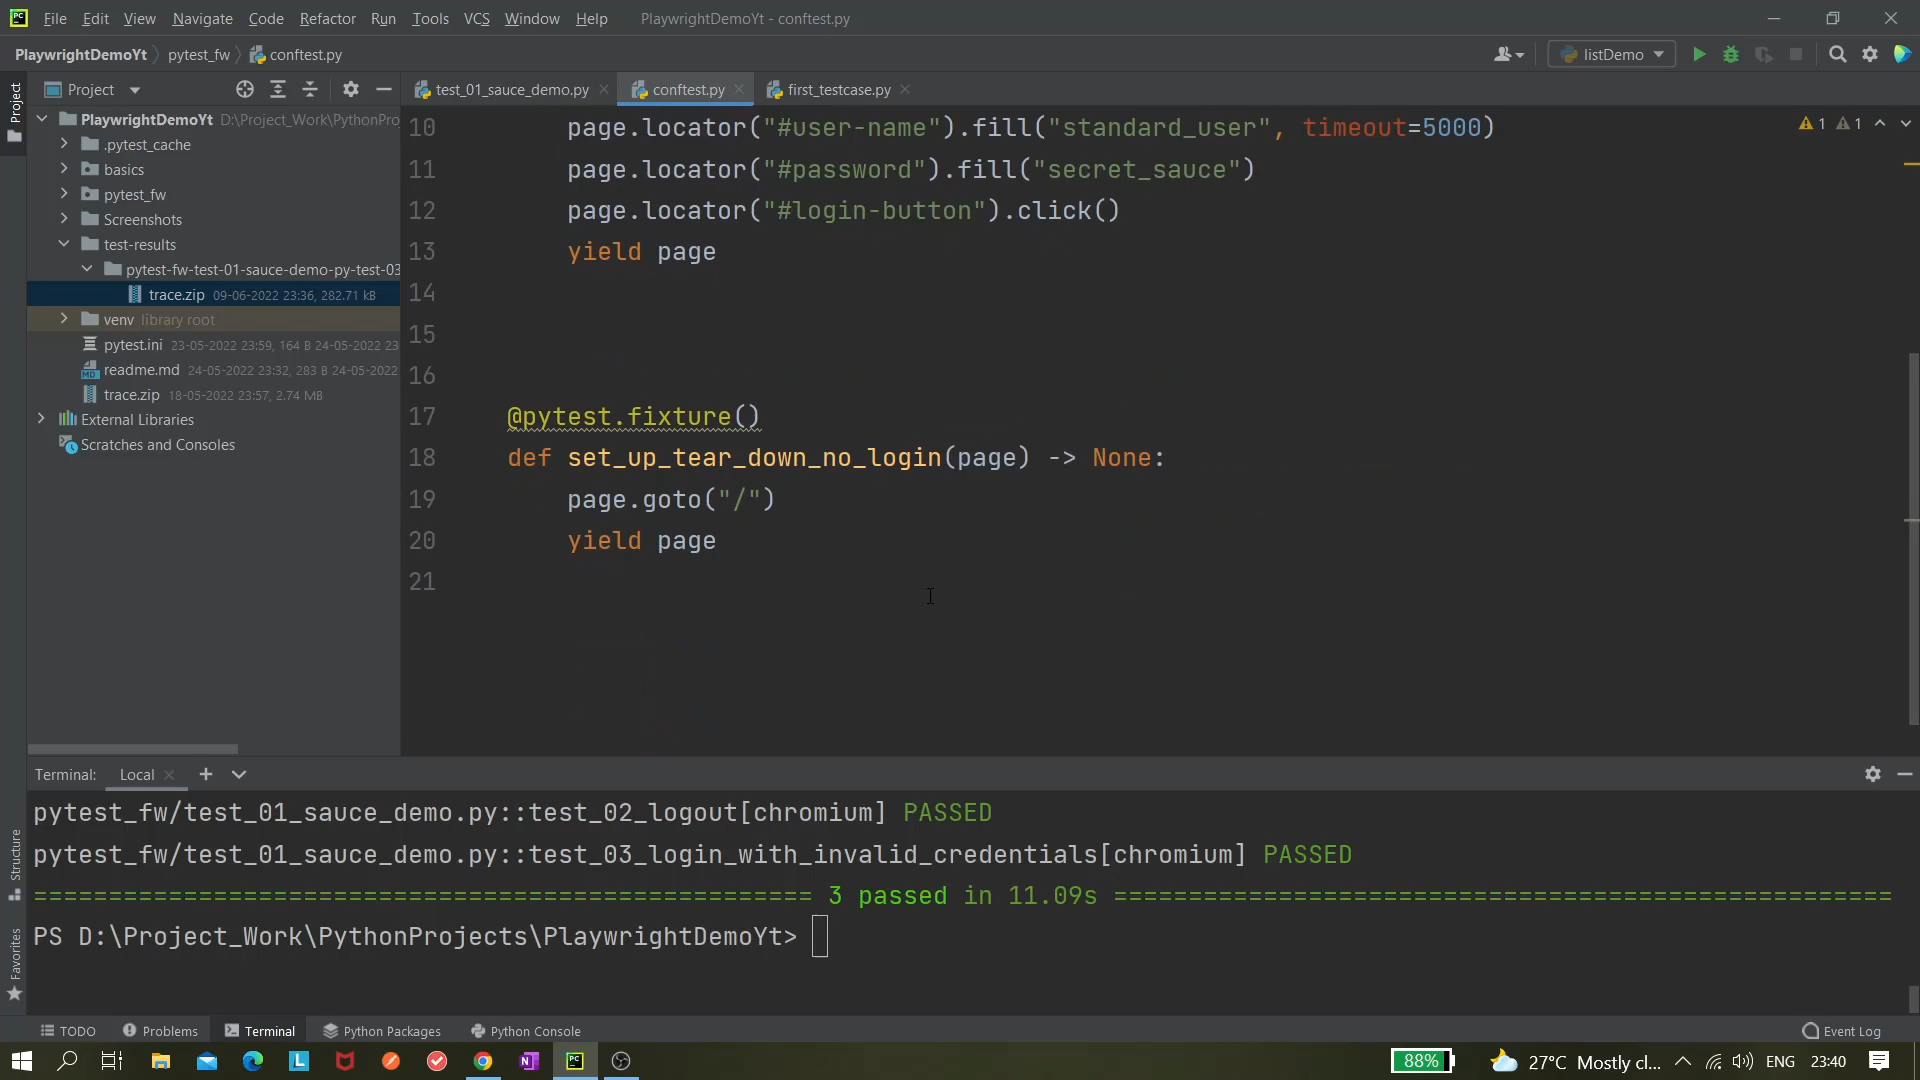 PC File Edit View Navigate Code Refactor Run Tools VCS Window Help PlaywrightDemoYt - conftest.py
PlaywrightDemoYt pytest_fw conftest.py listDemo
Project
Project
test_01_sauce_demo.py conftest.py first_testcase.py
PlaywrightDemoYt D:\Project_Work\PythonPro
.pytest_cache
basics
pytest_fw
Screenshots
test-results
pytest-fw-test-01-sauce-demo-py-test-03
trace.zip 09-06-2022 23:36, 282.71 kB
venv library root
pytest.ini 23-05-2022 23:59, 164 B 24-05-2022 23
readme.md 24-05-2022 23:32, 283 B 24-05-2022
trace.zip 18-05-2022 23:57, 2.74 MB
External Libraries
Scratches and Consoles
10 page.locator("#user-name").fill("standard_user", timeout=5000)
11 page.locator("#password").fill("secret_sauce")
12 page.locator("#login-button").click()
13 yield page
14
15
16
17 @pytest.fixture()
18 def set_up_tear_down_no_login(page) -> None:
19 page.goto("/")
20 yield page
21
1 1
Terminal: Local
pytest_fw/test_01_sauce_demo.py::test_02_logout[chromium] PASSED
pytest_fw/test_01_sauce_demo.py::test_03_login_with_invalid_credentials[chromium] PASSED
==================================================== 3 passed in 11.09s ====================================================
PS D:\Project_Work\PythonProjects\PlaywrightDemoYt>
Structure
Favorites
TODO Problems Terminal Python Packages Python Console Event Log
L PC 88% 27°C Mostly cl... ENG 23:40